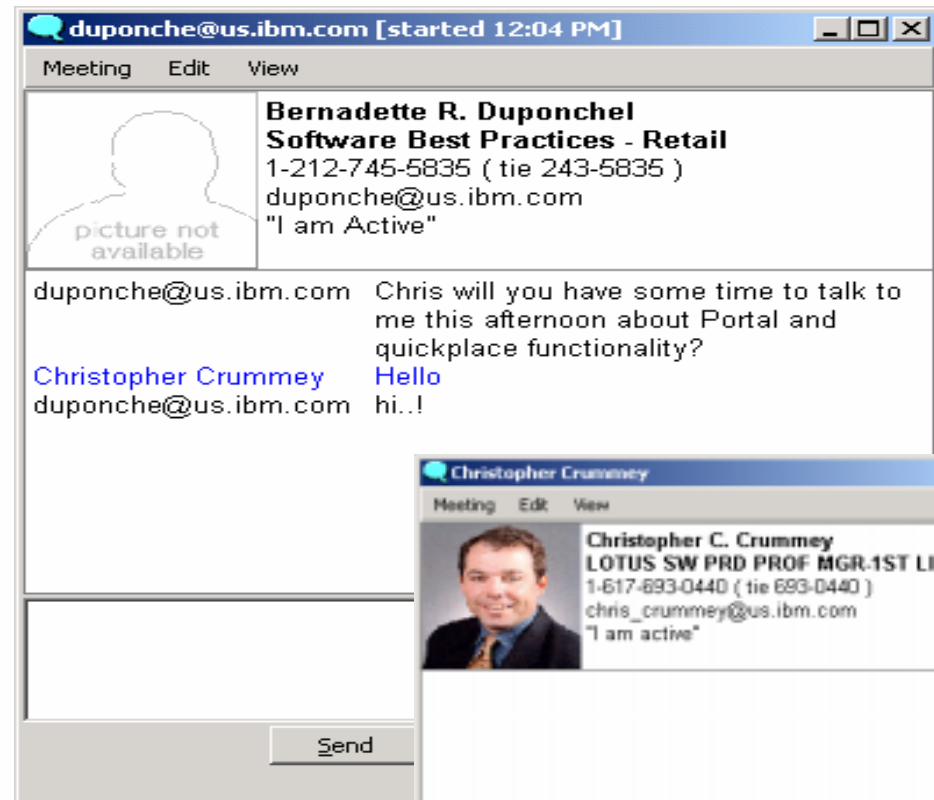 duponche@us.ibm.com [started 12:04 PM]
Meeting Edit View
picture not
available
Bernadette R. Duponchel
Software Best Practices - Retail
1-212-745-5835 ( tie 243-5835 )
duponche@us.ibm.com
"I am Active"
duponche@us.ibm.com Chris will you have some time to talk to
me this afternoon about Portal and
quickplace functionality?
Christopher Crummey Hello
duponche@us.ibm.com hi..!
Christopher Crummey
Meeting Edit View
Christopher C. Crummey
LOTUS SW PRD PROF MGR-1ST LI
1-617-693-0440 ( tie 693-0440 )
chris_crummey@us.ibm.com
"I am active"
Send